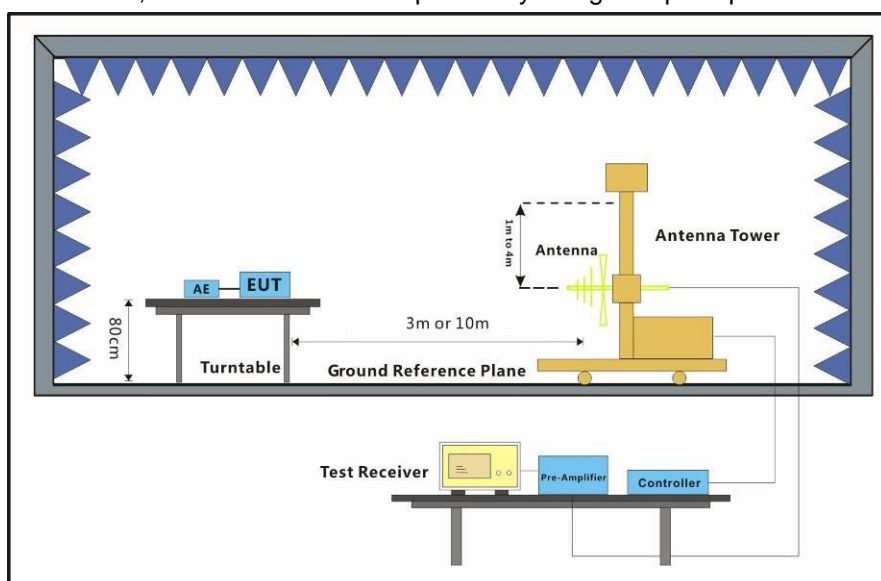 1m to 4m
Antenna
Antenna Tower
AE
EUT
80cm
3m or 10m
Turntable
Ground Reference Plane
Test Receiver
Pre-Amplifier
Controller